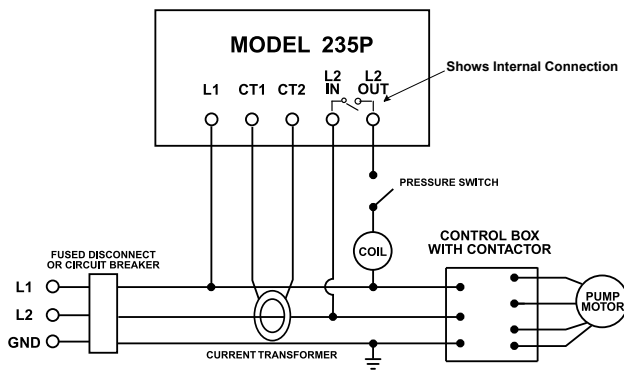 MODEL 235P
Shows Internal Connection
L1
CT1
CT2
L2
IN
L2
OUT
PRESSURE SWITCH
COIL
CONTROL BOX
WITH CONTACTOR
FUSED DISCONNECT
OR CIRCUIT BREAKER
L1
L2
GND
PUMP
MOTOR
CURRENT TRANSFORMER